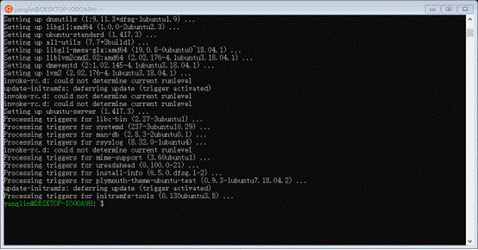 yanglin@DESKTOP-IOQOARH: ~
Setting up dnsutils (1:9.11.3+dfsg-1ubuntu1.9) ...
Setting up libgl1:amd64 (1.0.0-2ubuntu2.3) ...
Setting up ubuntu-standard (1.417.3) ...
Setting up x11-utils (7.7+3build1) ...
Setting up libgl1-mesa-glx:amd64 (19.0.8-0ubuntu0~18.04.1) ...
Setting up liblvm2cmd2.02:amd64 (2.02.176-4.1ubuntu3.18.04.1) ...
Setting up dmeventd (2:1.02.145-4.1ubuntu3.18.04.1) ...
Setting up lvm2 (2.02.176-4.1ubuntu3.18.04.1) ...
invoke-rc.d: could not determine current runlevel
update-initramfs: deferring update (trigger activated)
invoke-rc.d: could not determine current runlevel
invoke-rc.d: could not determine current runlevel
Setting up ubuntu-server (1.417.3) ...
Processing triggers for libc-bin (2.27-3ubuntu1) ...
Processing triggers for systemd (237-3ubuntu10.29) ...
Processing triggers for man-db (2.8.3-2ubuntu0.1) ...
Processing triggers for rsyslog (8.32.0-1ubuntu4) ...
invoke-rc.d: could not determine current runlevel
Processing triggers for mime-support (3.60ubuntu1) ...
Processing triggers for ureadahead (0.100.0-21) ...
Processing triggers for install-info (6.5.0.dfsg.1-2) ...
Processing triggers for plymouth-theme-ubuntu-text (0.9.3-1ubuntu7.18.04.2) ...
update-initramfs: deferring update (trigger activated)
Processing triggers for initramfs-tools (0.130ubuntu3.8) ...
yanglin@DESKTOP-IOQOARH:~$